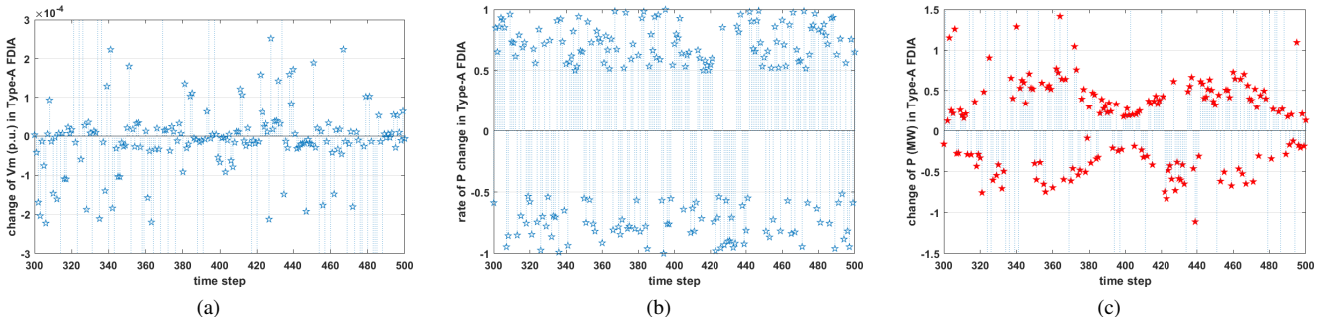 ×10⁻⁴
3
2
1
0
-1
-2
-3
change of Vm (p.u.) in Type-A FDIA
300 320 340 360 380 400 420 440 460 480 500
time step
(a)
1
0.5
0
-0.5
-1
rate of P change in Type-A FDIA
300 320 340 360 380 400 420 440 460 480 500
time step
(b)
1.5
1
0.5
0
-0.5
-1
-1.5
change of P (MW) in Type-A FDIA
300 320 340 360 380 400 420 440 460 480 500
time step
(c)